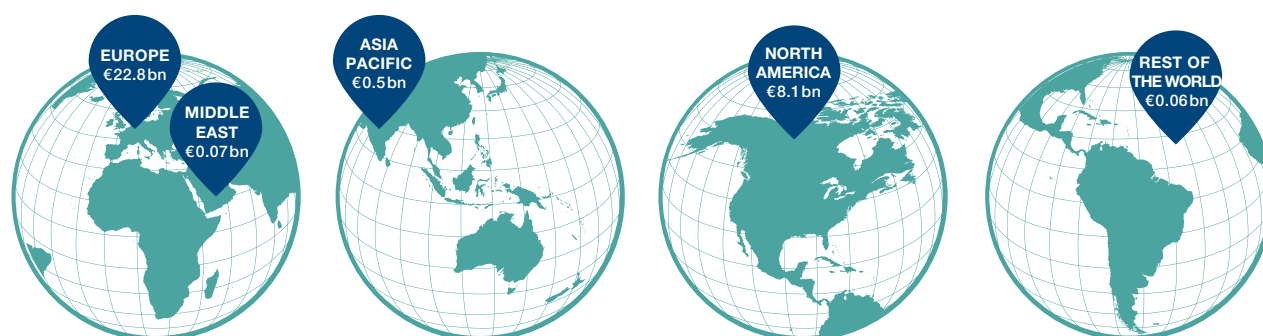 EUROPE
€22.8bn
MIDDLE
EAST
€0.07bn
ASIA
PACIFIC
€0.5bn
NORTH
AMERICA
€8.1bn
REST OF
THE WORLD
€0.06bn